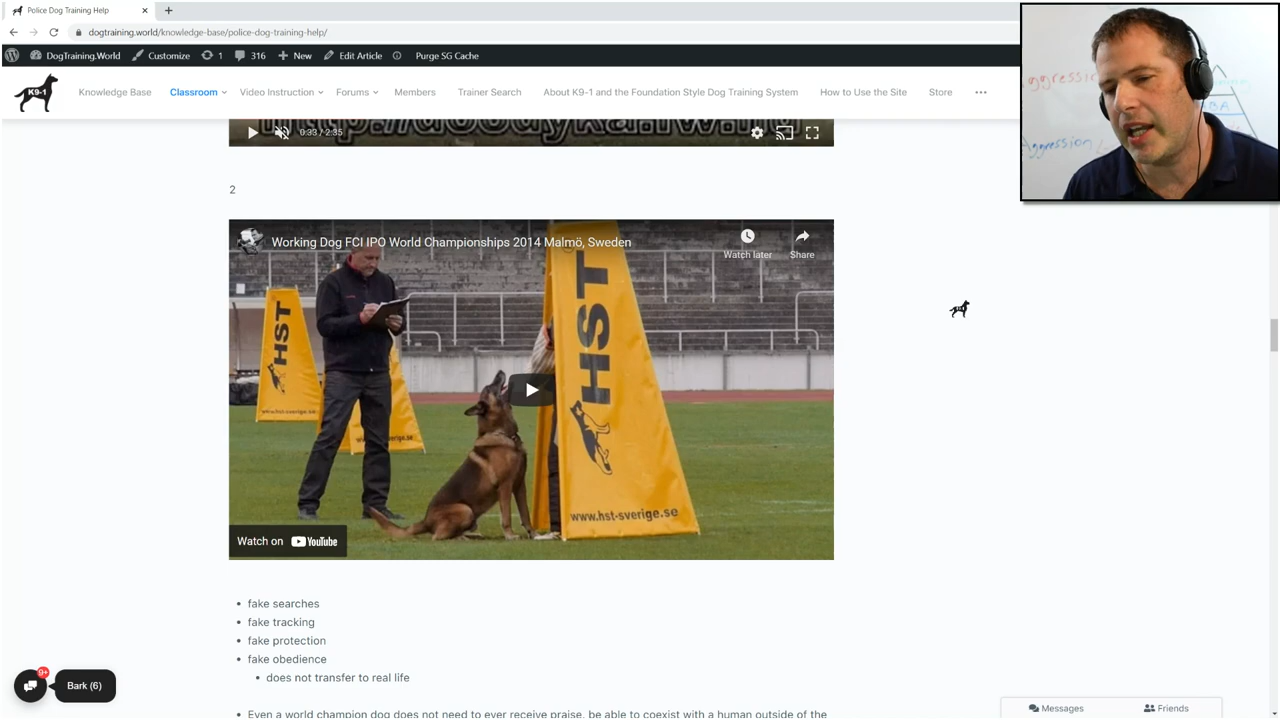 Police Dog Training Help
dogtraining.world/knowledge-base/police-dog-training-help/
DogTraining.World Customize 1 316 New Edit Article Purge SG Cache
K9-1 Knowledge Base Classroom Video Instruction Forums Members Trainer Search About K9-1 and the Foundation Style Dog Training System How to Use the Site Store
0:33 / 2:35
2
Working Dog FCI IPO World Championships 2014 Malmö, Sweden
Watch later Share
HST
HST
www.hst-sverige.se
Watch on YouTube
• fake searches
• fake tracking
• fake protection
• fake obedience
• does not transfer to real life
9+
Bark (6)
Messages Friends
• Even a world champion dog does not need to ever receive praise, be able to coexist with a human outside of the